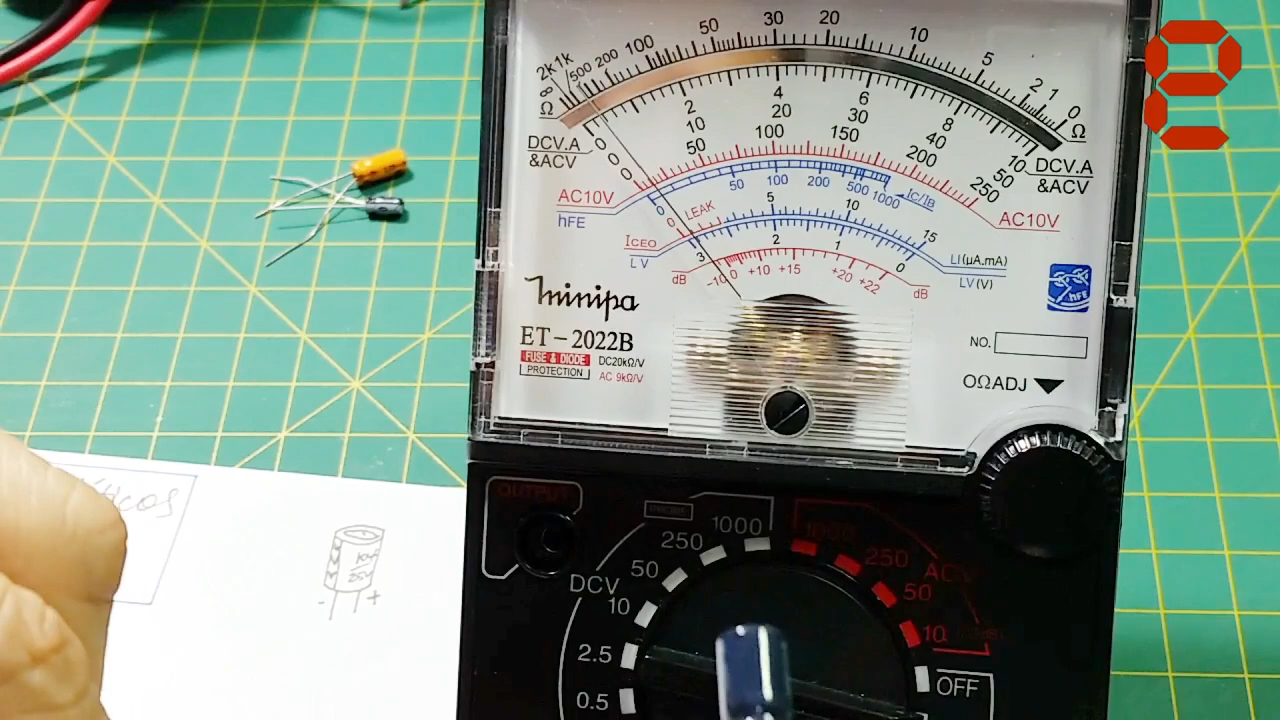 2k 1k 500 200 100 50 30 20 10 5 2 1 0
∞
Ω Ω
0 2 4 6 8 10
DCV.A
&ACV
0 10 20 30 40 50
0 50 100 150 200 250
DCV.A
&ACV
AC10V AC10V
hFE
0 50 100 200 500 1000 IC/IB
0 LEAK 5 10 15
ICEO
LV
LI(µA.mA)
LV(V)
3 2 1 0
dB -10 0 +10 +15 +20 +22 dB
minipa
ET-2022B
FUSE & DIODE
PROTECTION
DC20kΩ/V
AC 9kΩ/V
hFE
NO.
0ΩADJ
OUTPUT
DCV
1000
250
50
10
2.5
0.5
1000
250
ACV
50
10
OFF
25V
- +
e